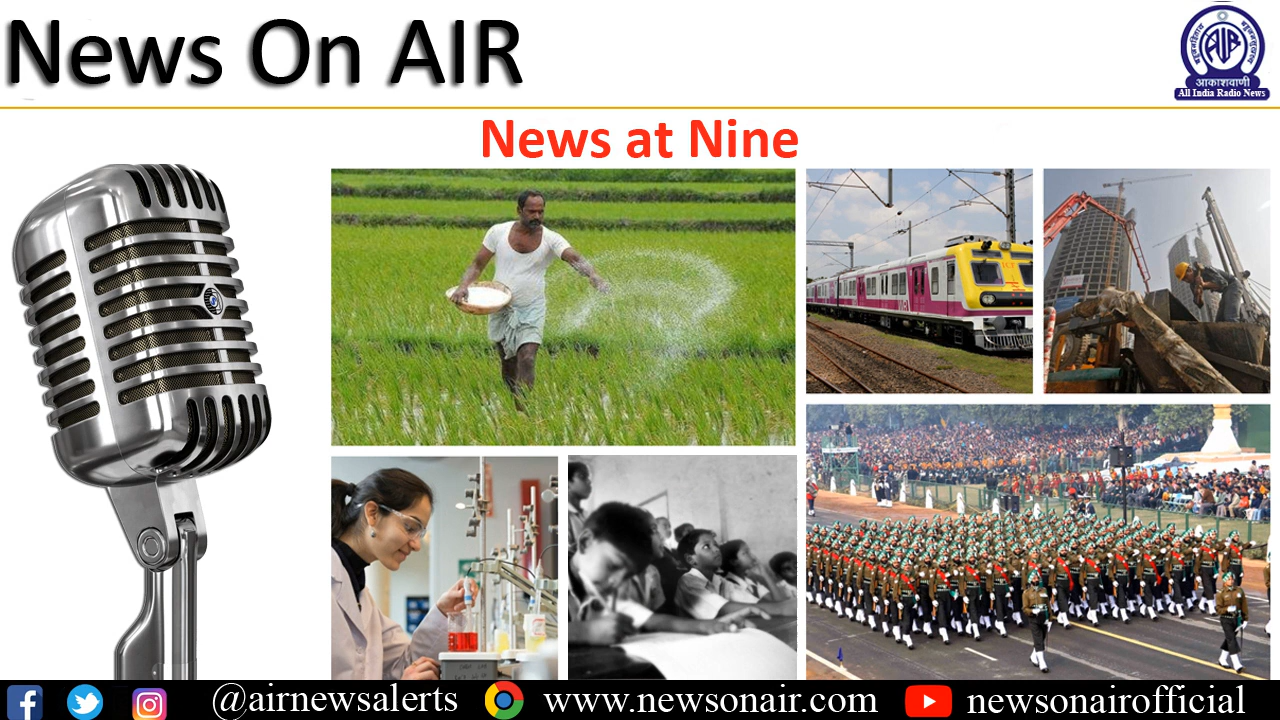 News On AIR
आकाशवाणी
All India Radio News
News at Nine
@airnewsalerts
www.newsonair.com
newsonairofficial